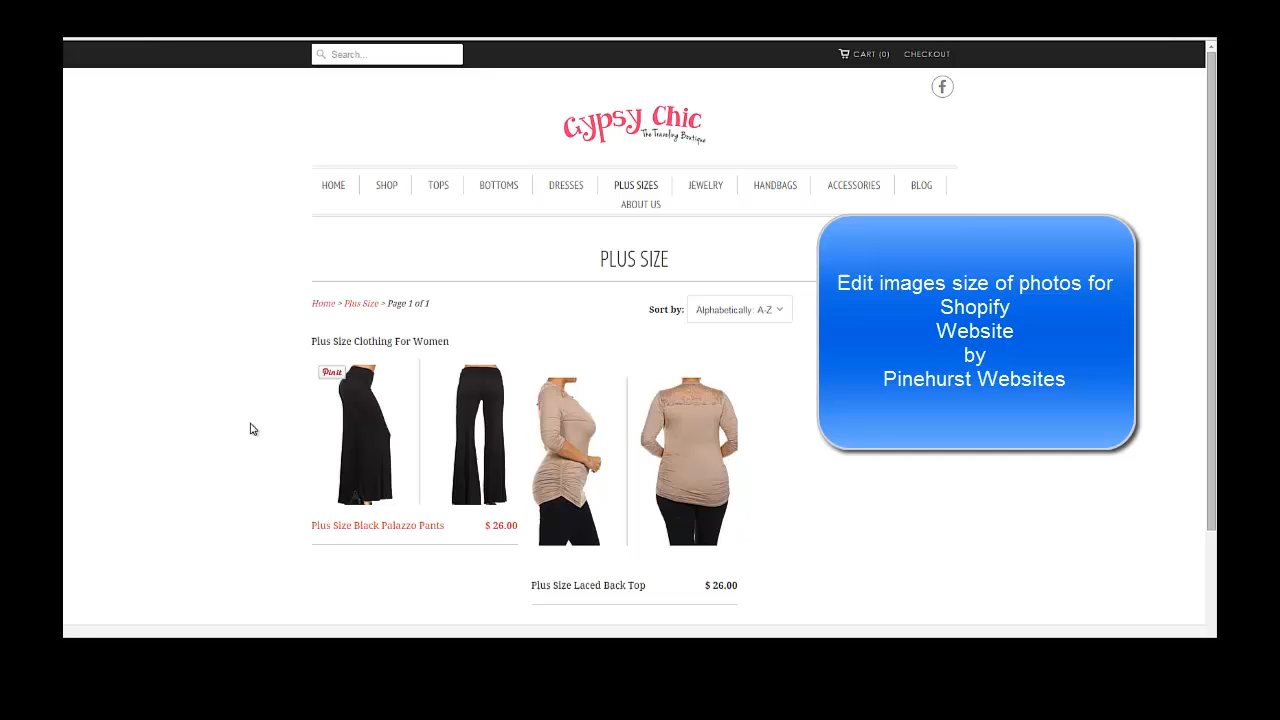 Search...
CART (0)
CHECKOUT
f
Gypsy Chic
The Traveling Boutique
HOME
SHOP
TOPS
BOTTOMS
DRESSES
PLUS SIZES
JEWELRY
HANDBAGS
ACCESSORIES
BLOG
ABOUT US
PLUS SIZE
Home > Plus Size > Page 1 of 1
Sort by: Alphabetically: A-Z
Plus Size Clothing For Women
Pin it
Plus Size Black Palazzo Pants $ 26.00
Plus Size Laced Back Top $ 26.00
Edit images size of photos for
Shopify
Website
by
Pinehurst Websites